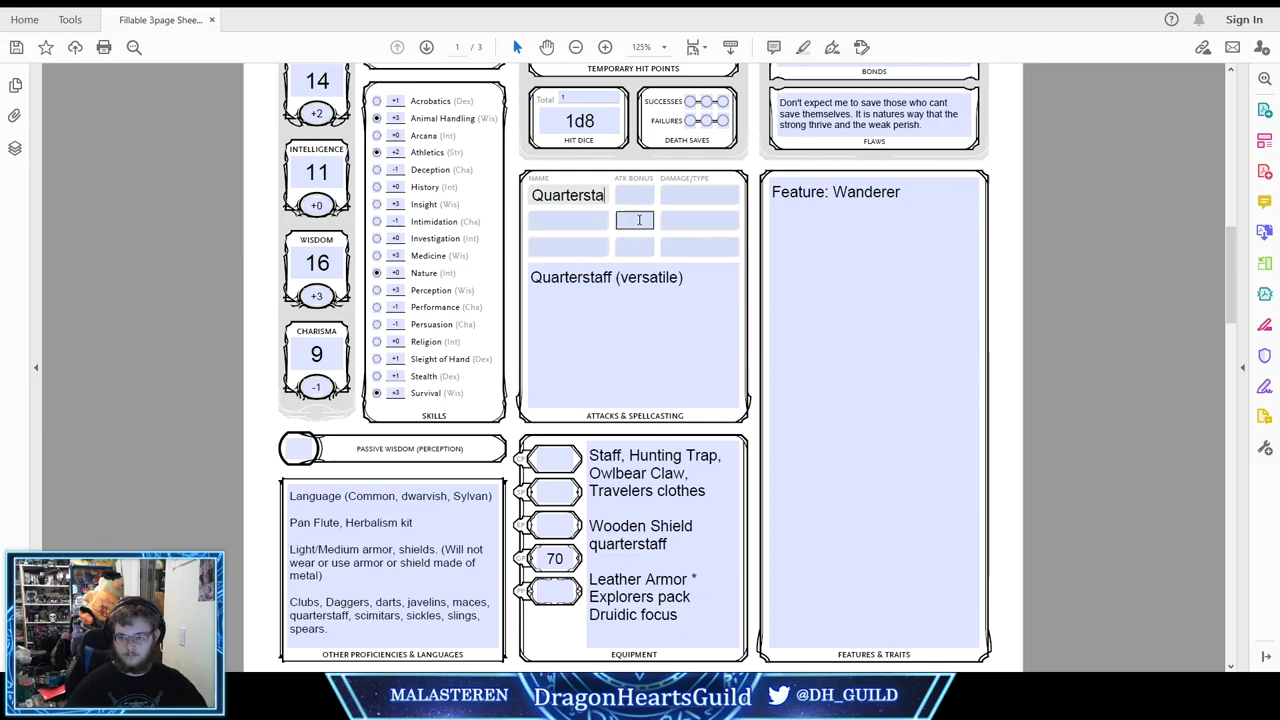 Home
Tools
Fillable 3page Shee... ×
Sign In
1 / 3
125%
14
+2
INTELLIGENCE
11
+0
WISDOM
16
+3
CHARISMA
9
-1
+1 Acrobatics (Dex)
+3 Animal Handling (Wis)
+0 Arcana (Int)
+2 Athletics (Str)
-1 Deception (Cha)
+0 History (Int)
+3 Insight (Wis)
-1 Intimidation (Cha)
+0 Investigation (Int)
+3 Medicine (Wis)
+0 Nature (Int)
+3 Perception (Wis)
-1 Performance (Cha)
-1 Persuasion (Cha)
+0 Religion (Int)
+1 Sleight of Hand (Dex)
+1 Stealth (Dex)
+3 Survival (Wis)
SKILLS
PASSIVE WISDOM (PERCEPTION)
Language (Common, dwarvish, Sylvan)
Pan Flute, Herbalism kit
Light/Medium armor, shields. (Will not
wear or use armor or shield made of
metal)
Clubs, Daggers, darts, javelins, maces,
quarterstaff, scimitars, sickles, slings,
spears.
OTHER PROFICIENCIES & LANGUAGES
TEMPORARY HIT POINTS
Total 1
1d8
HIT DICE
SUCCESSES
FAILURES
DEATH SAVES
NAME ATK BONUS DAMAGE/TYPE
Quartersta
Quarterstaff (versatile)
ATTACKS & SPELLCASTING
CP
SP
EP
GP 70
PP
Staff, Hunting Trap,
Owlbear Claw,
Travelers clothes
Wooden Shield
quarterstaff
Leather Armor *
Explorers pack
Druidic focus
EQUIPMENT
BONDS
Don't expect me to save those who cant
save themselves. It is natures way that the
strong thrive and the weak perish.
FLAWS
Feature: Wanderer
FEATURES & TRAITS
MALASTEREN
DragonHeartsGuild
@DH_GUILD